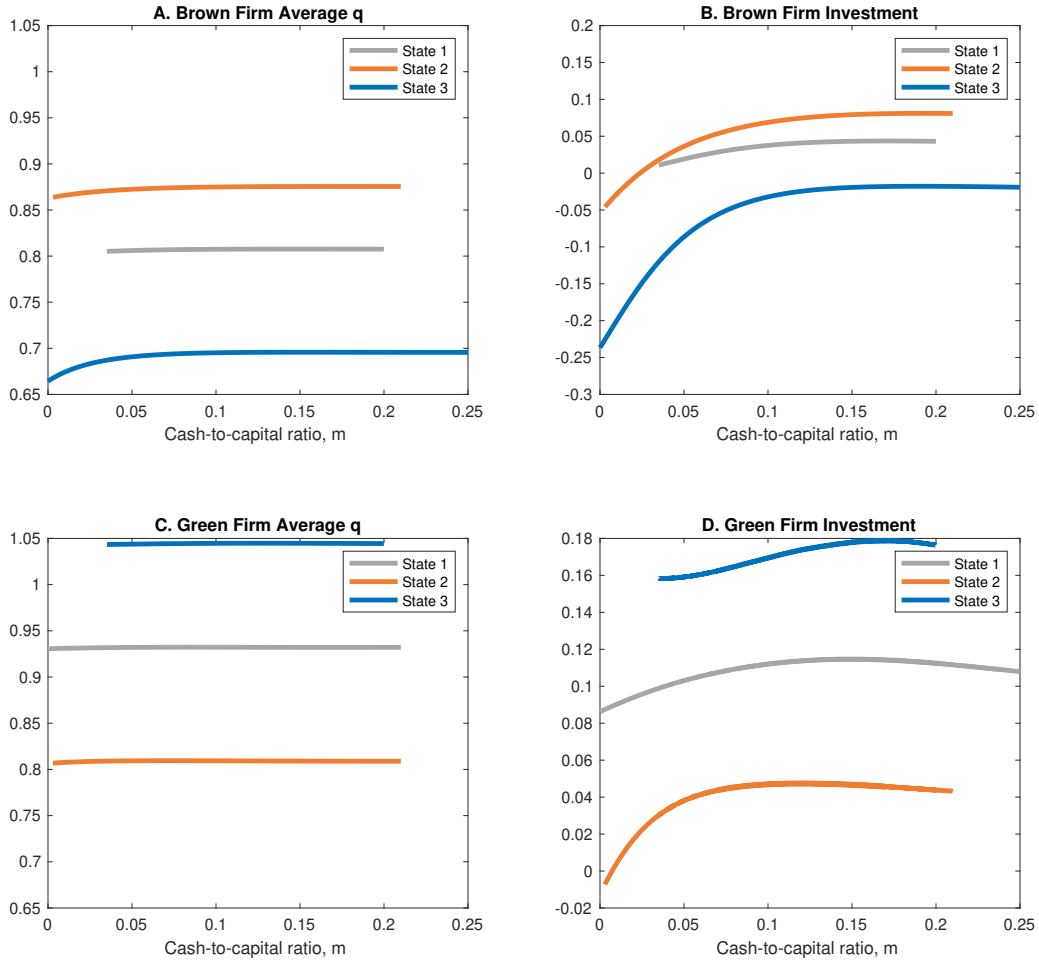 A. Brown Firm Average q
1.05
1
0.95
0.9
0.85
0.8
0.75
0.7
0.65
State 1
State 2
State 3
0 0.05 0.1 0.15 0.2 0.25
Cash-to-capital ratio, m
B. Brown Firm Investment
0.2
0.15
0.1
0.05
0
-0.05
-0.1
-0.15
-0.2
-0.25
-0.3
State 1
State 2
State 3
0 0.05 0.1 0.15 0.2 0.25
Cash-to-capital ratio, m
C. Green Firm Average q
1.05
1
0.95
0.9
0.85
0.8
0.75
0.7
0.65
State 1
State 2
State 3
0 0.05 0.1 0.15 0.2 0.25
Cash-to-capital ratio, m
D. Green Firm Investment
0.18
0.16
0.14
0.12
0.1
0.08
0.06
0.04
0.02
0
-0.02
State 1
State 2
State 3
0 0.05 0.1 0.15 0.2 0.25
Cash-to-capital ratio, m